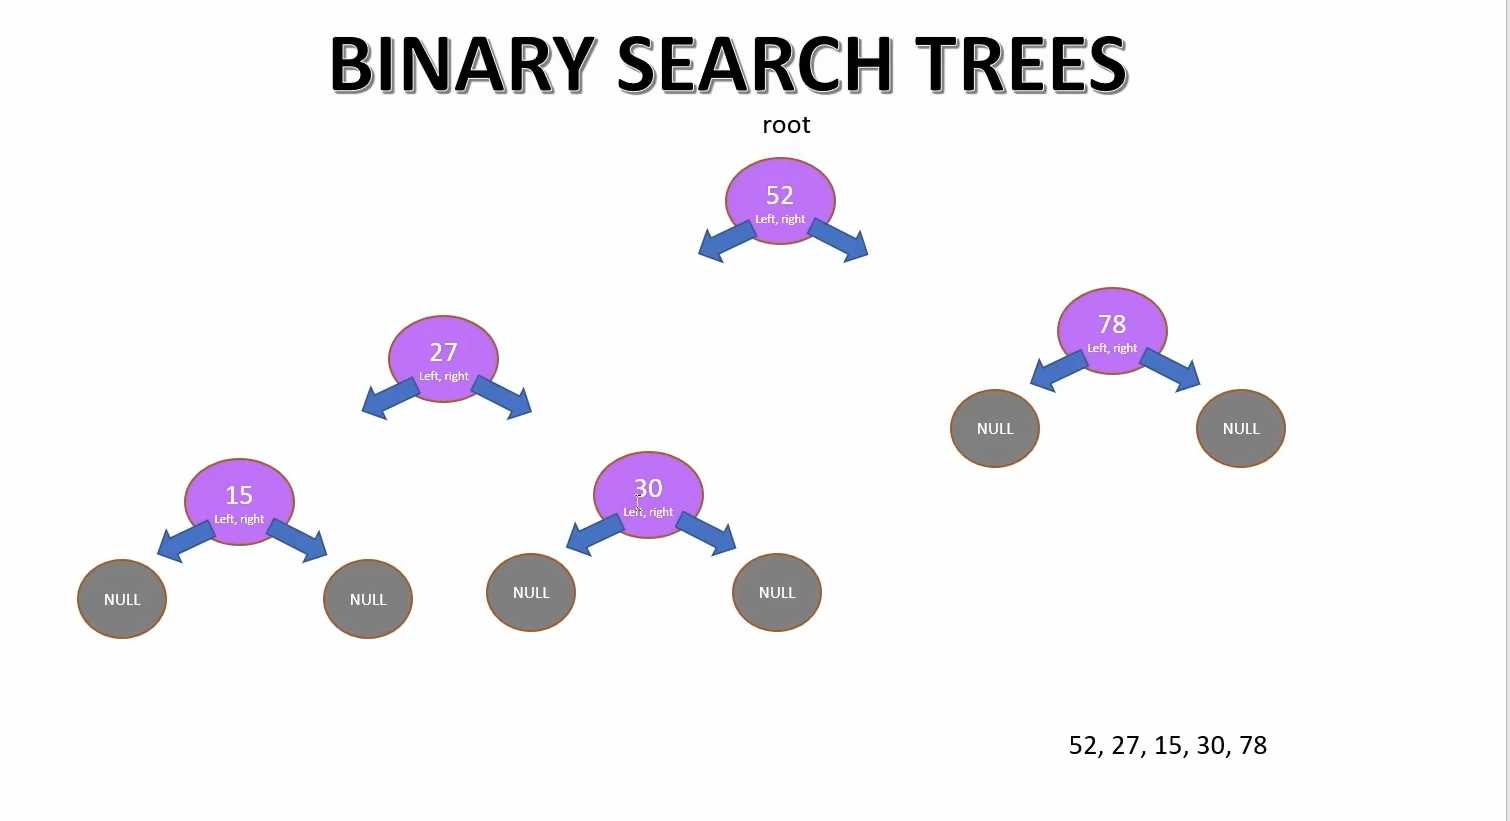 BINARY SEARCH TREES
root
52
Left, right
27
Left, right
78
Left, right
NULL
NULL
15
Left, right
30
Left, right
NULL
NULL
NULL
NULL
52, 27, 15, 30, 78